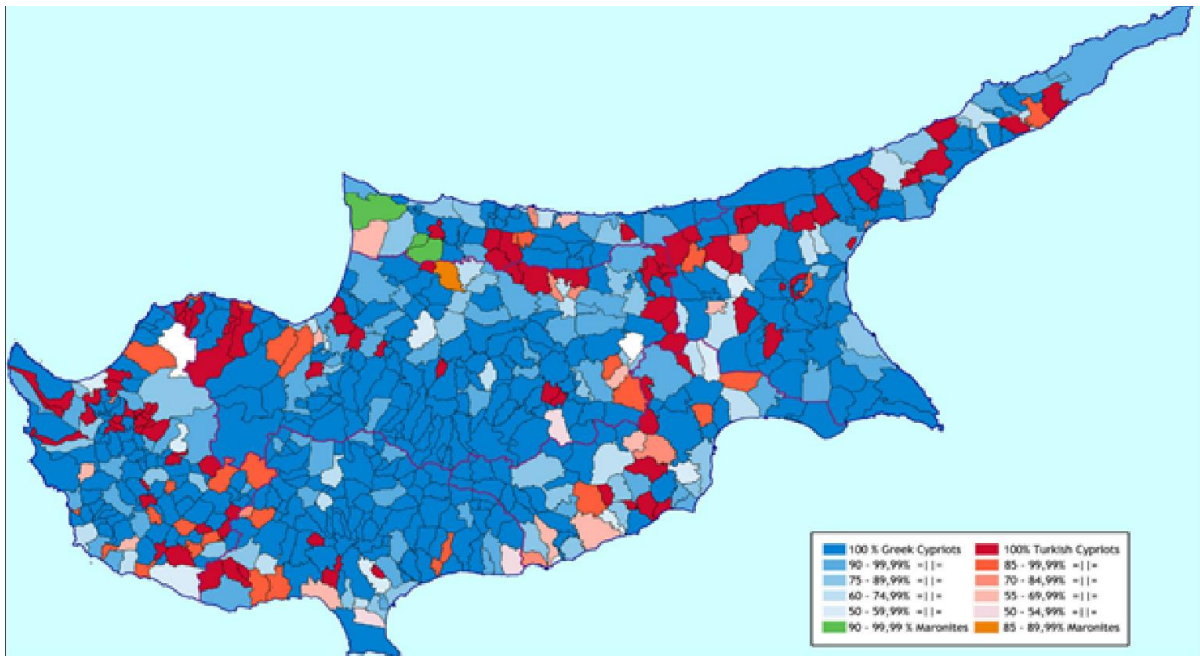 100 % Greek Cypriots
90 - 99,99% =||=
75 - 89,99% =||=
60 - 74,99% =||=
50 - 59,99% =||=
90 - 99,99 % Maronites
100% Turkish Cypriots
85 - 99,99% =||=
70 - 84,99% =||=
55 - 69,99% =||=
50 - 54,99% =||=
85 - 89,99% Maronites